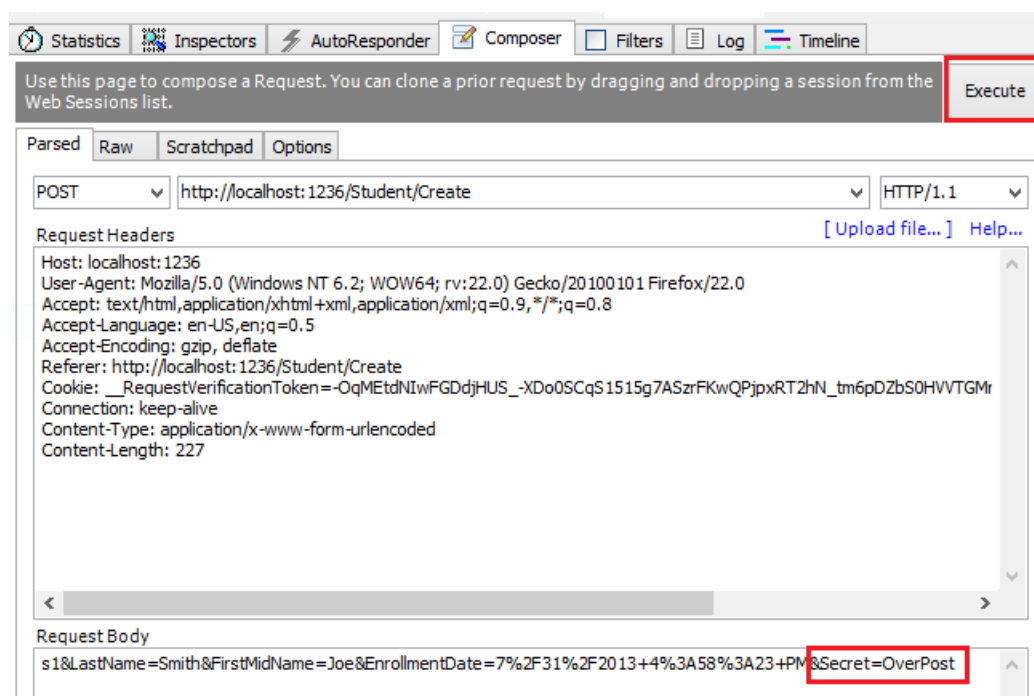 Statistics Inspectors AutoResponder Composer Filters Log Timeline
Use this page to compose a Request. You can clone a prior request by dragging and dropping a session from the
Web Sessions list.
Execute
Parsed Raw Scratchpad Options
POST http://localhost:1236/Student/Create HTTP/1.1
Request Headers [ Upload file... ] Help...
Host: localhost:1236
User-Agent: Mozilla/5.0 (Windows NT 6.2; WOW64; rv:22.0) Gecko/20100101 Firefox/22.0
Accept: text/html,application/xhtml+xml,application/xml;q=0.9,*/*;q=0.8
Accept-Language: en-US,en;q=0.5
Accept-Encoding: gzip, deflate
Referer: http://localhost:1236/Student/Create
Cookie: __RequestVerificationToken=-OqMEtdNIwFGDdjHUS_-XDo0SCqS1515g7ASzrFKwQPjpxRT2hN_tm6pDZbS0HVVTGMr
Connection: keep-alive
Content-Type: application/x-www-form-urlencoded
Content-Length: 227
Request Body
s1&LastName=Smith&FirstMidName=Joe&EnrollmentDate=7%2F31%2F2013+4%3A58%3A23+PM&Secret=OverPost